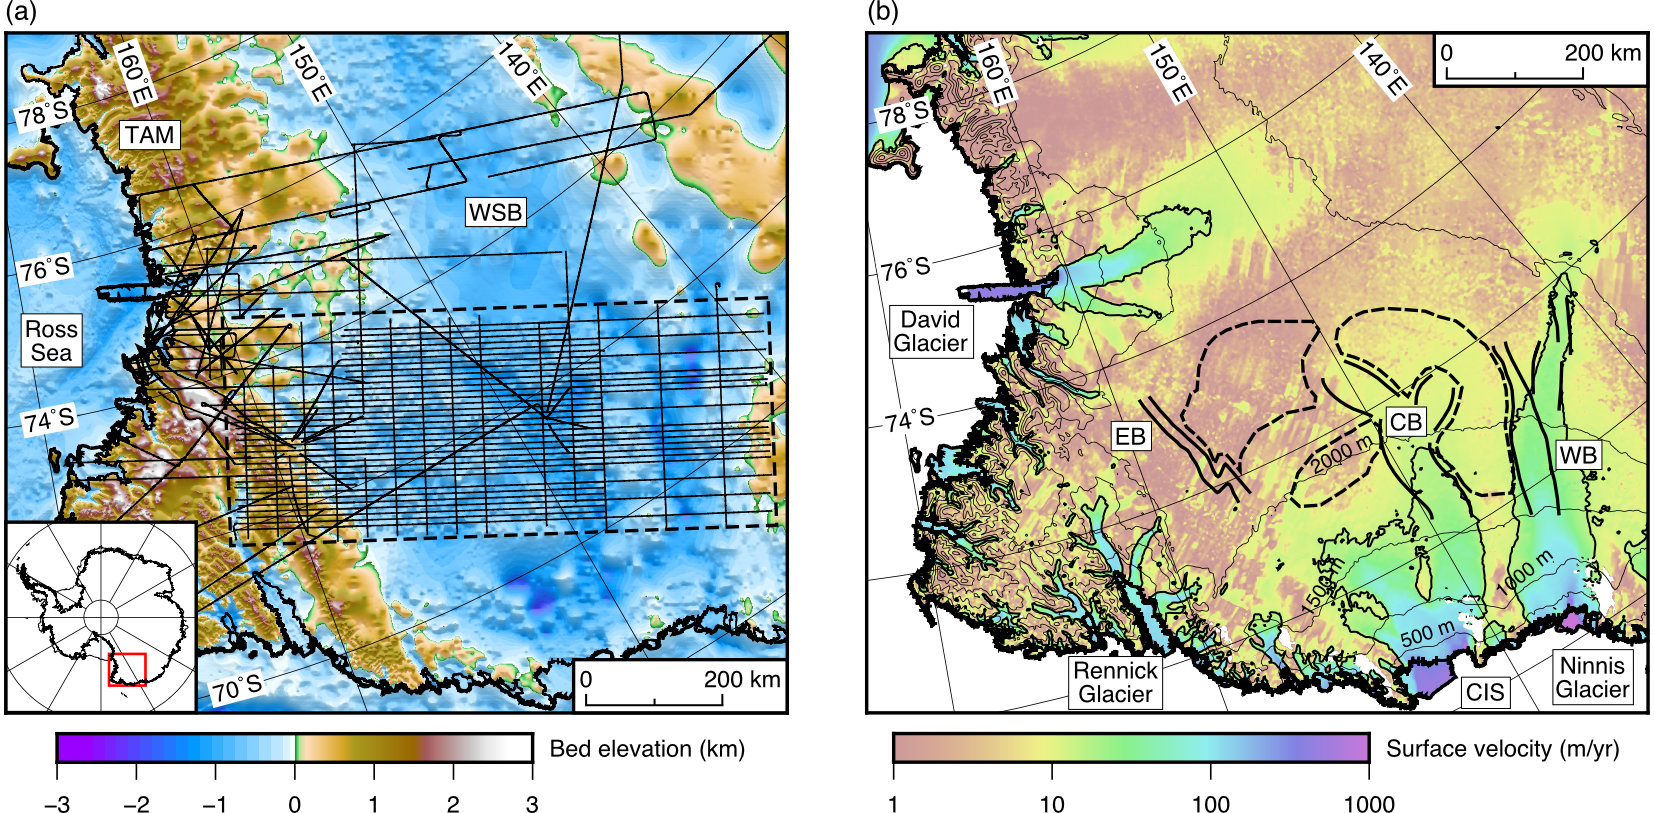 (a)
160°E
150°E
140°E
78°S
TAM
WSB
76°S
Ross
Sea
74°S
70°S
0 200 km
−3 −2 −1 0 1 2 3
Bed elevation (km)
(b)
160°E
150°E
140°E
0 200 km
78°S
76°S
David
Glacier
74°S
EB
CB
2000 m
WB
1500 m
1000 m
500 m
Rennick
Glacier
CIS
Ninnis
Glacier
Surface velocity (m/yr)
1 10 100 1000